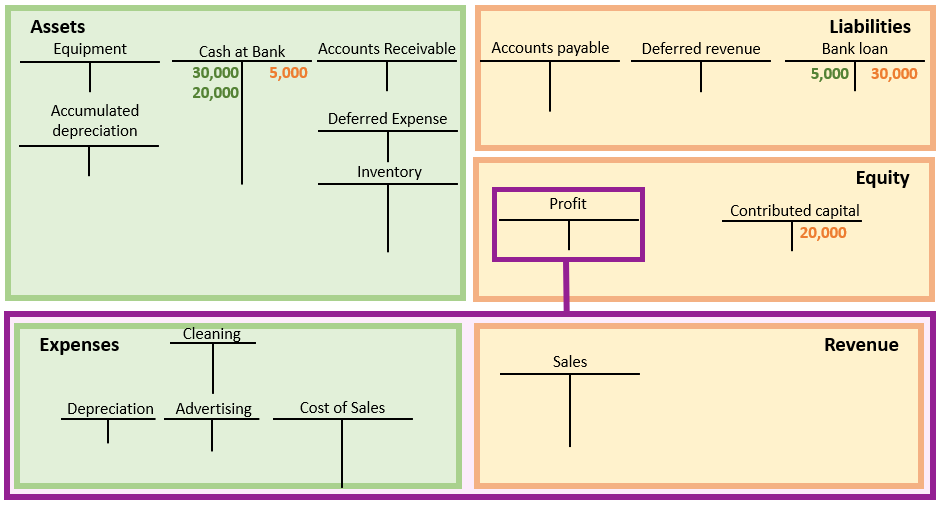 Assets
Equipment
Cash at Bank
Accounts Receivable
30,000 5,000
20,000
Accumulated
depreciation
Deferred Expense
Inventory
Liabilities
Accounts payable
Deferred revenue
Bank loan
5,000 30,000
Equity
Profit
Contributed capital
20,000
Expenses
Cleaning
Depreciation
Advertising
Cost of Sales
Revenue
Sales